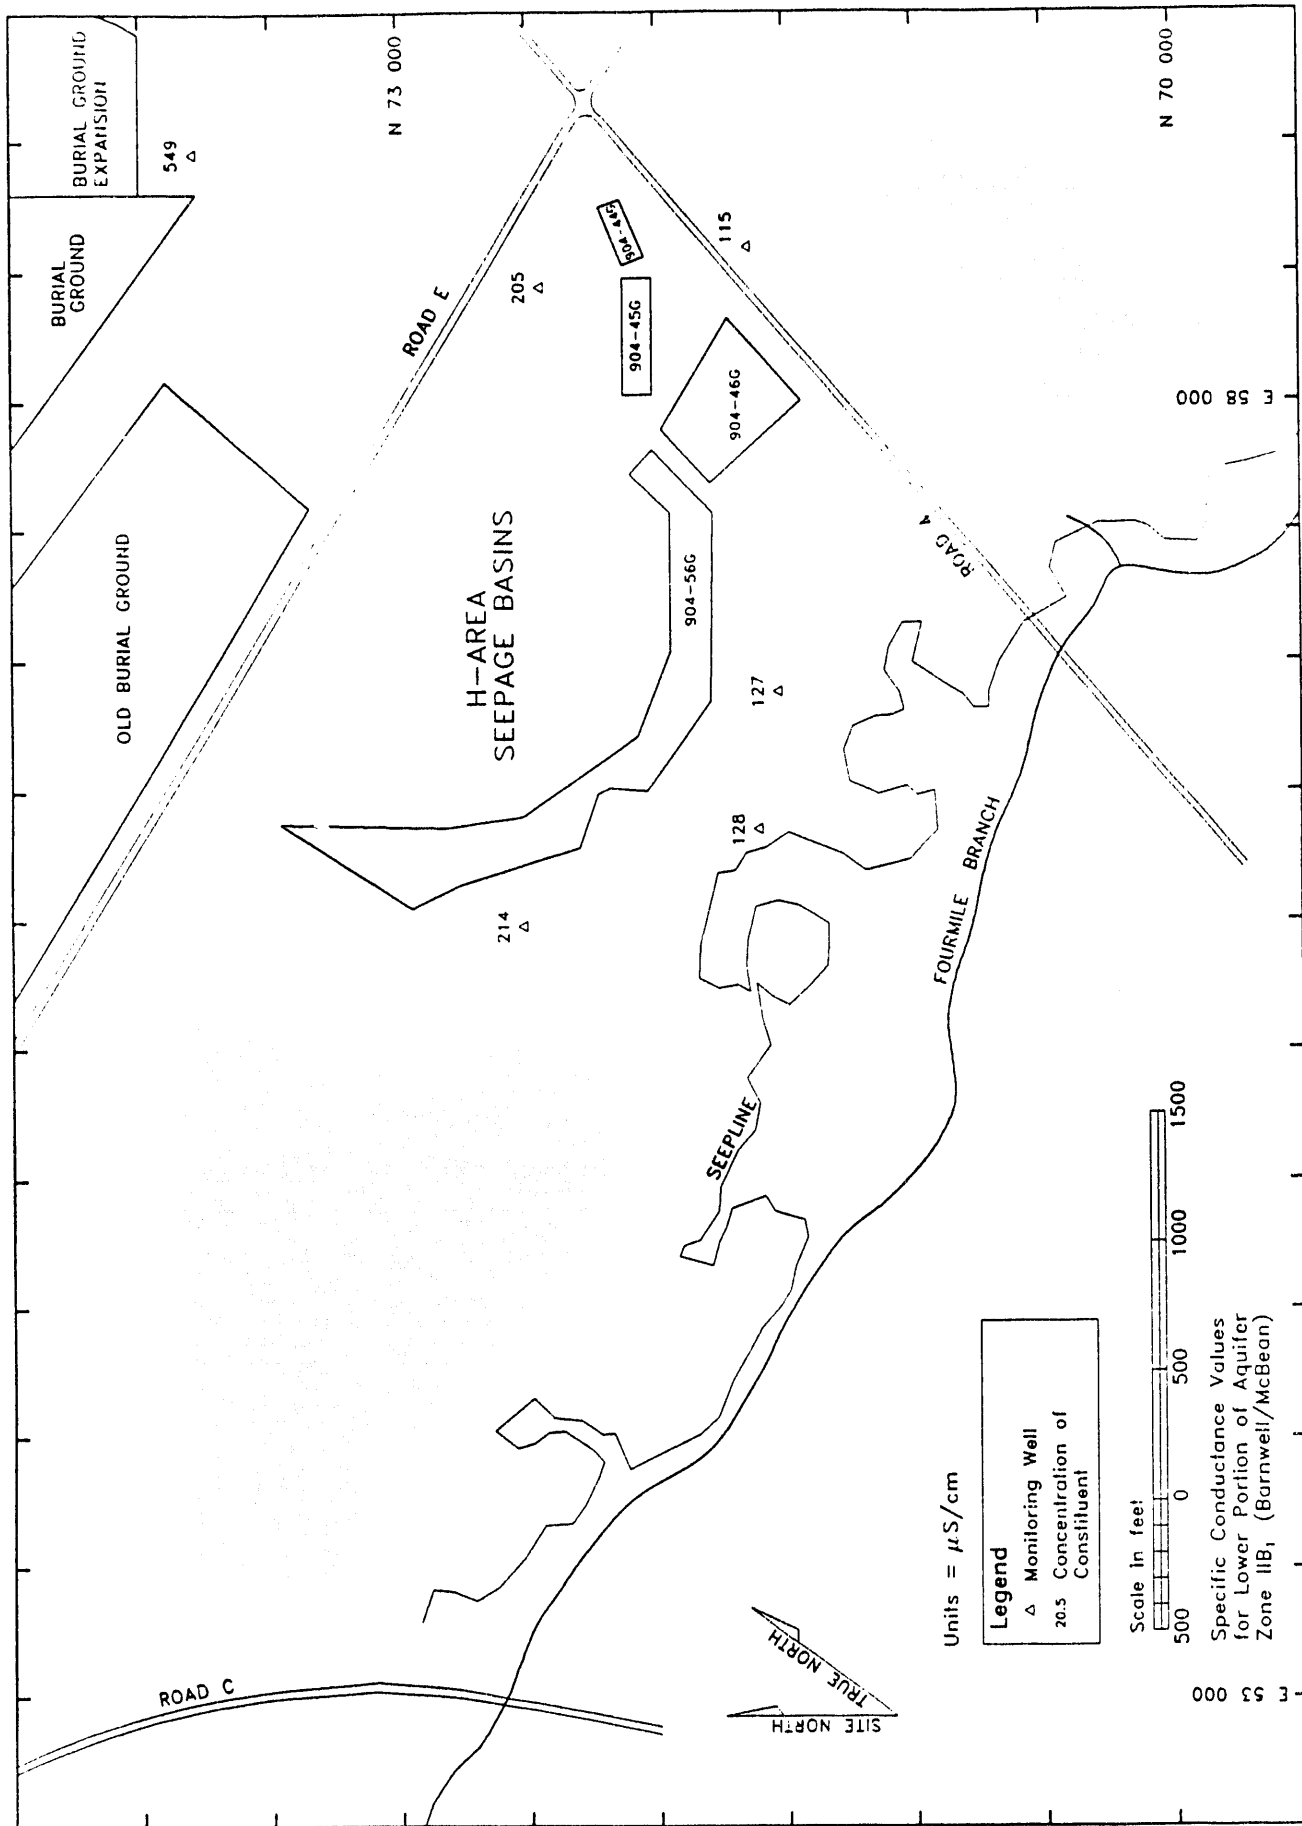 BURIAL GROUND
EXPANSION
549
N 73 000
N 70 000
BURIAL
GROUND
ROAD E
205
904-44G
115
904-45G
904-46G
E 58 000
OLD BURIAL GROUND
H-AREA
SEEPAGE BASINS
904-56G
ROAD A
127
128
214
FOURMILE BRANCH
SEEPLINE
ROAD C
SITE NORTH
TRUE NORTH
Units = μS/cm
Legend
Monitoring Well
20.5 Concentration of
Constituent
Scale in feet
500 0 500 1000 1500
Specific Conductance Values
for Lower Portion of Aquifer
Zone IIB₁ (Barnwell/McBean)
E 53 000